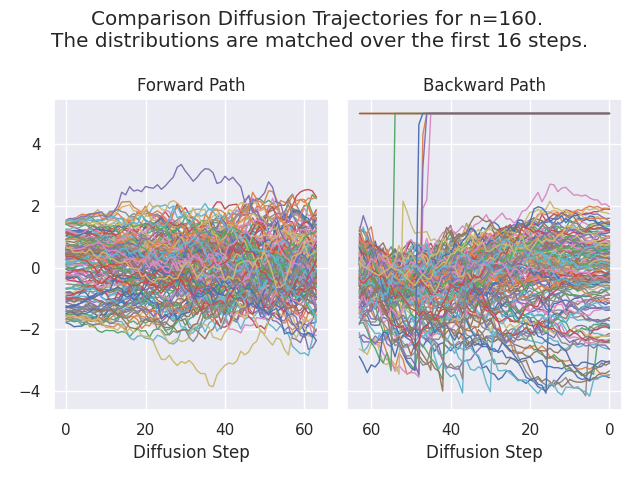 Comparison Diffusion Trajectories for n=160.
The distributions are matched over the first 16 steps.
Forward Path
Backward Path
4
2
0
−2
−4
0 20 40 60
60 40 20 0
Diffusion Step
Diffusion Step